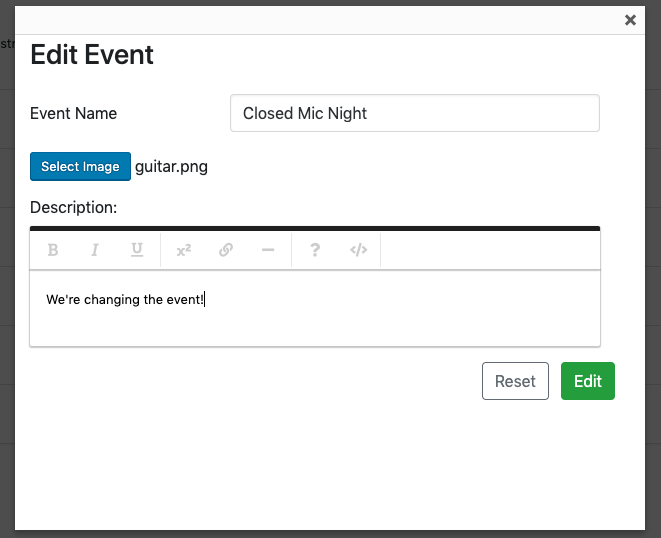 str
×
Edit Event
Event Name
Closed Mic Night
Select Image guitar.png
Description:
B I U x² — ? </>
We're changing the event!
Reset Edit